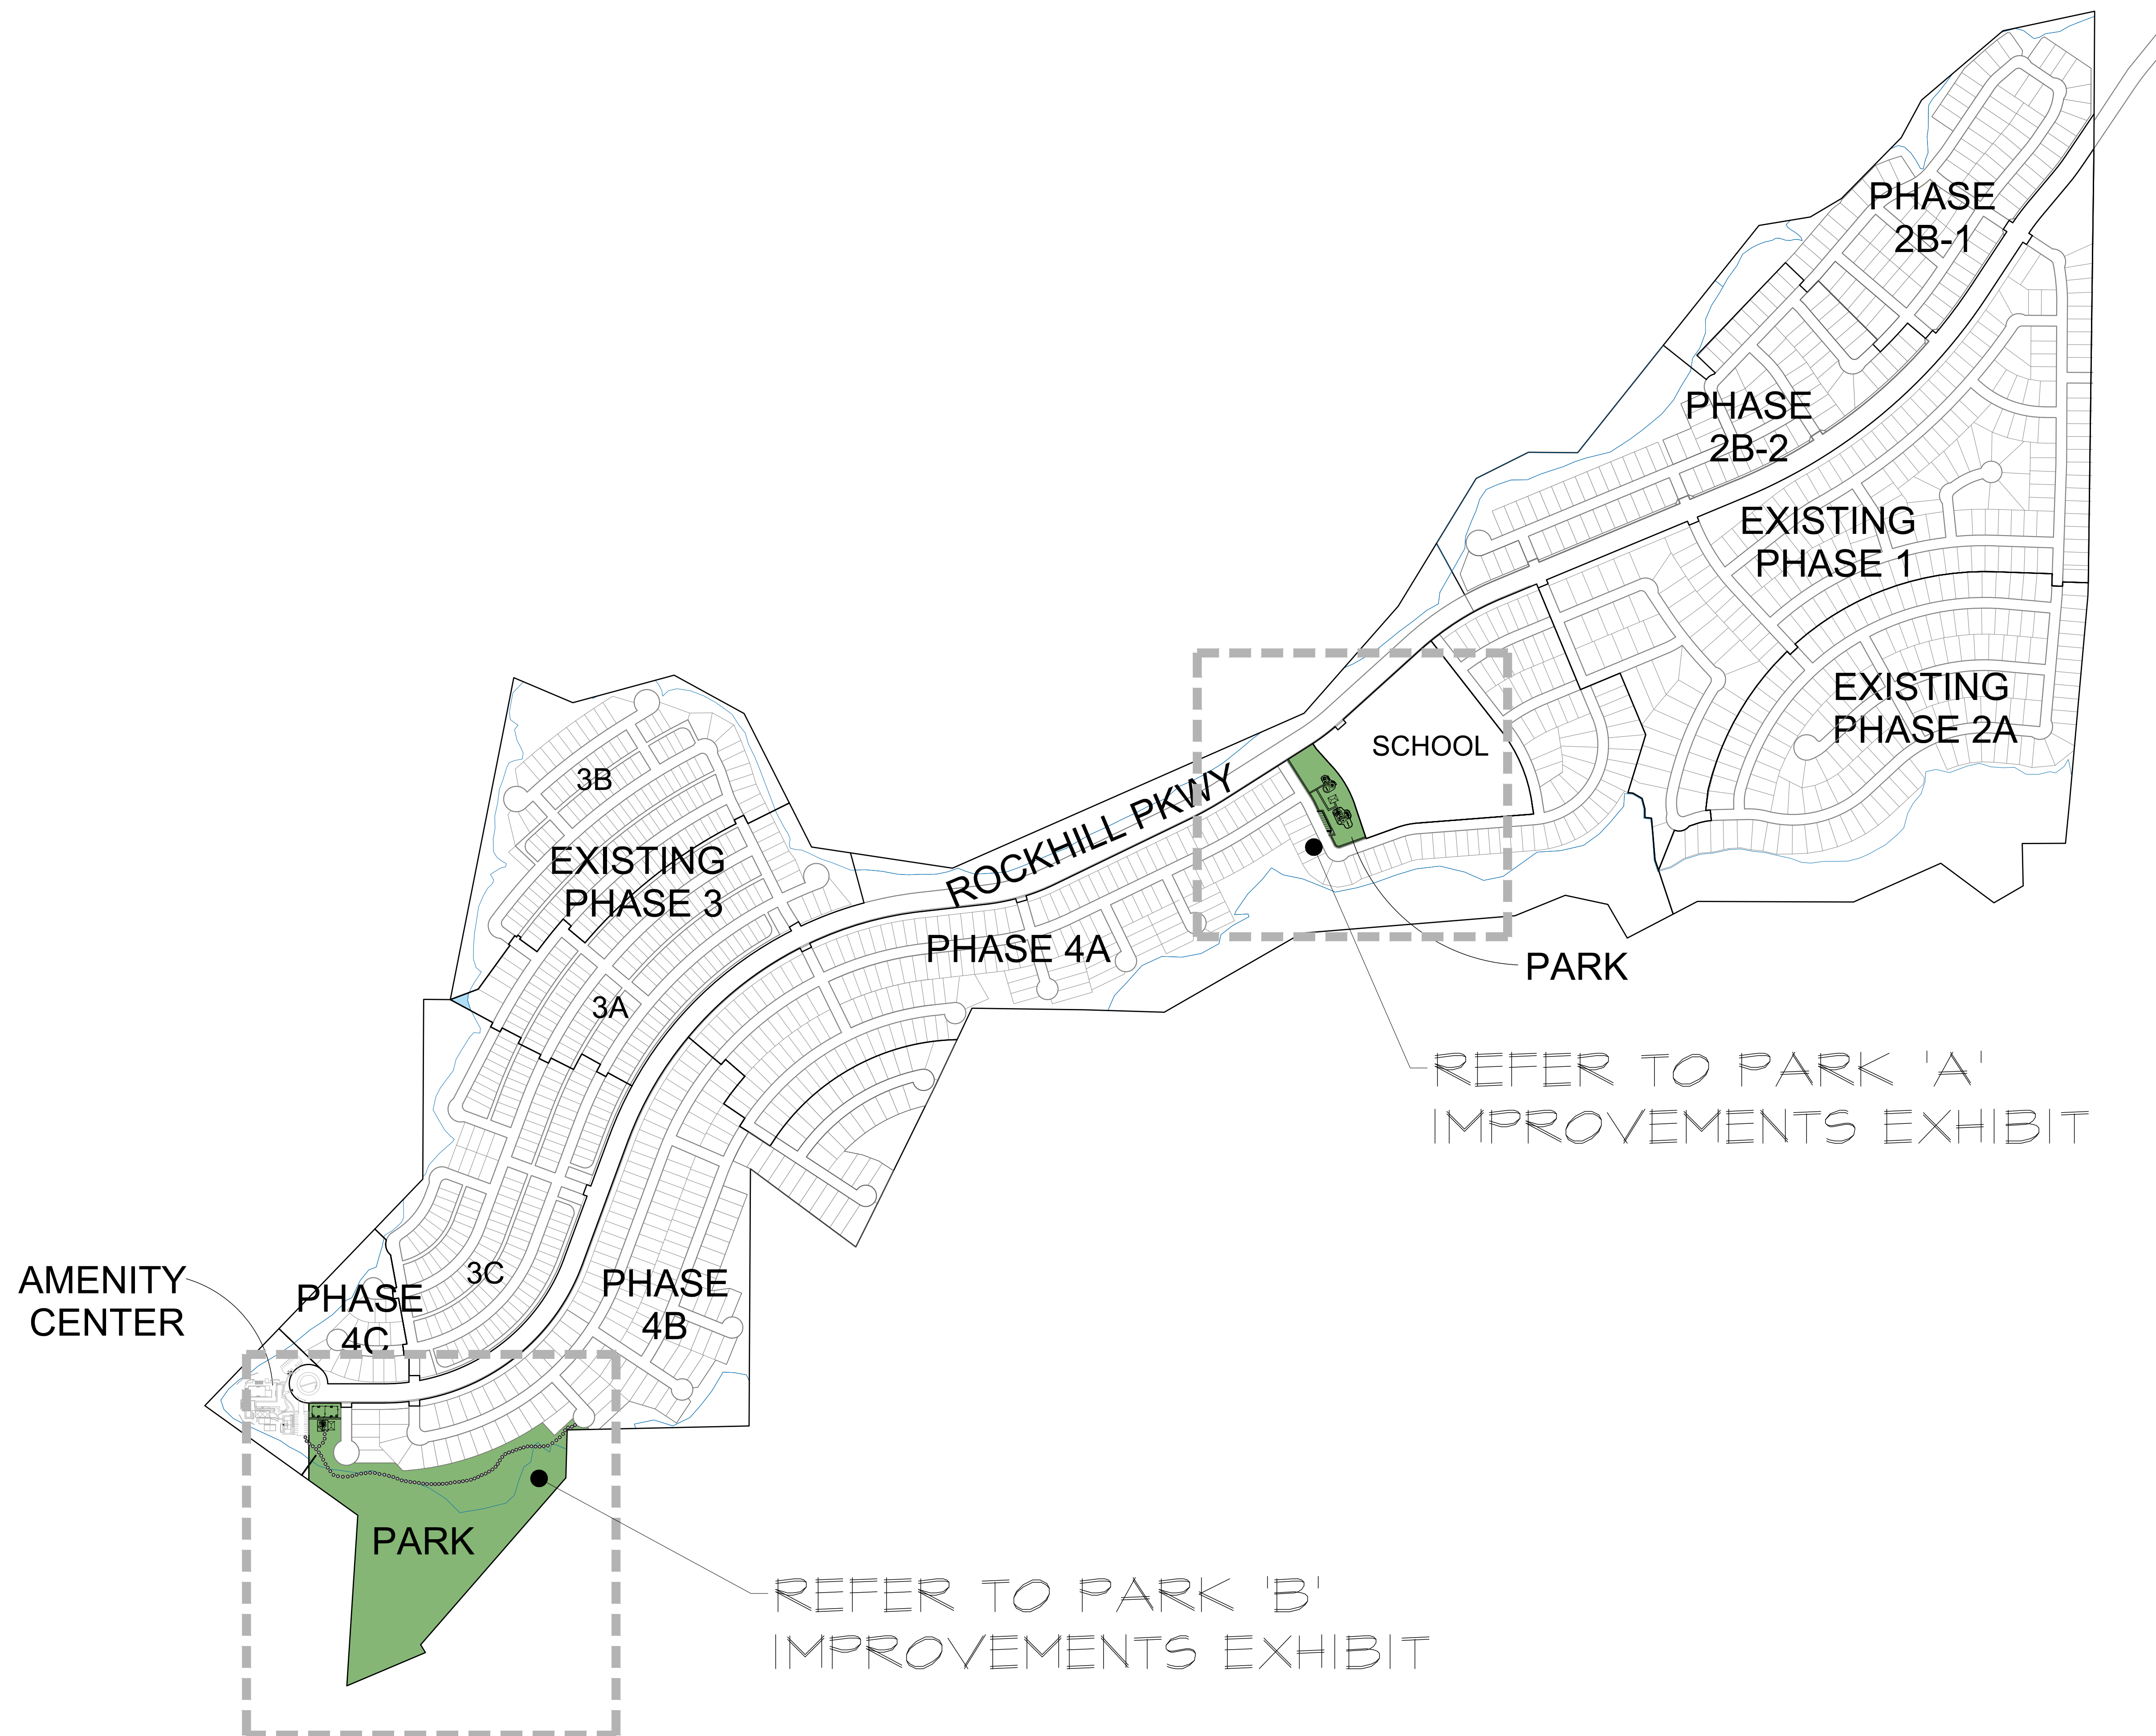 PHASE
2B-1
PHASE
2B-2
EXISTING
PHASE 1
EXISTING
PHASE 2A
SCHOOL
3B
ROCKHILL PKWY
EXISTING
PHASE 3
PHASE 4A
PARK
3A
REFER TO PARK 'A'
IMPROVEMENTS EXHIBIT
AMENITY
CENTER
3C
PHASE
4C
PHASE
4B
PARK
REFER TO PARK 'B'
IMPROVEMENTS EXHIBIT